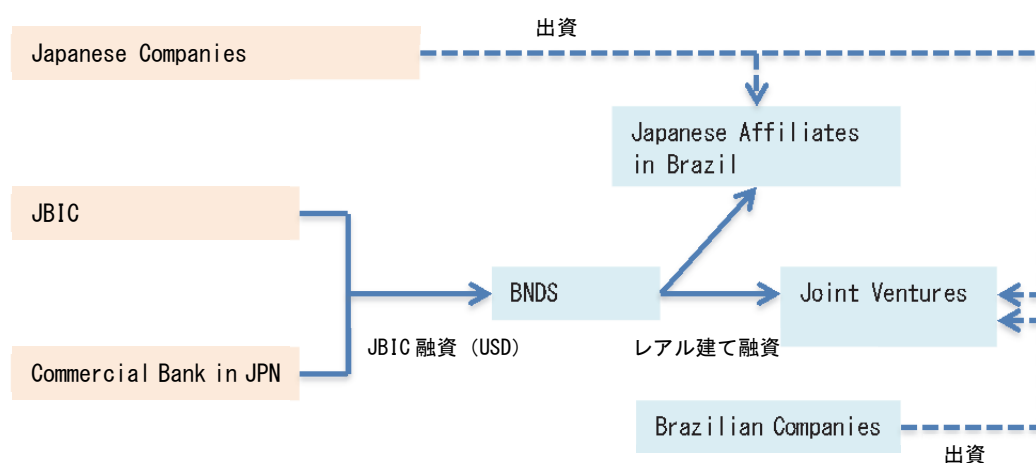 出資
Japanese Companies
Japanese Affiliates
in Brazil
JBIC
BNDS
Joint Ventures
JBIC 融資（USD）
レアル建て融資
Commercial Bank in JPN
Brazilian Companies
出資